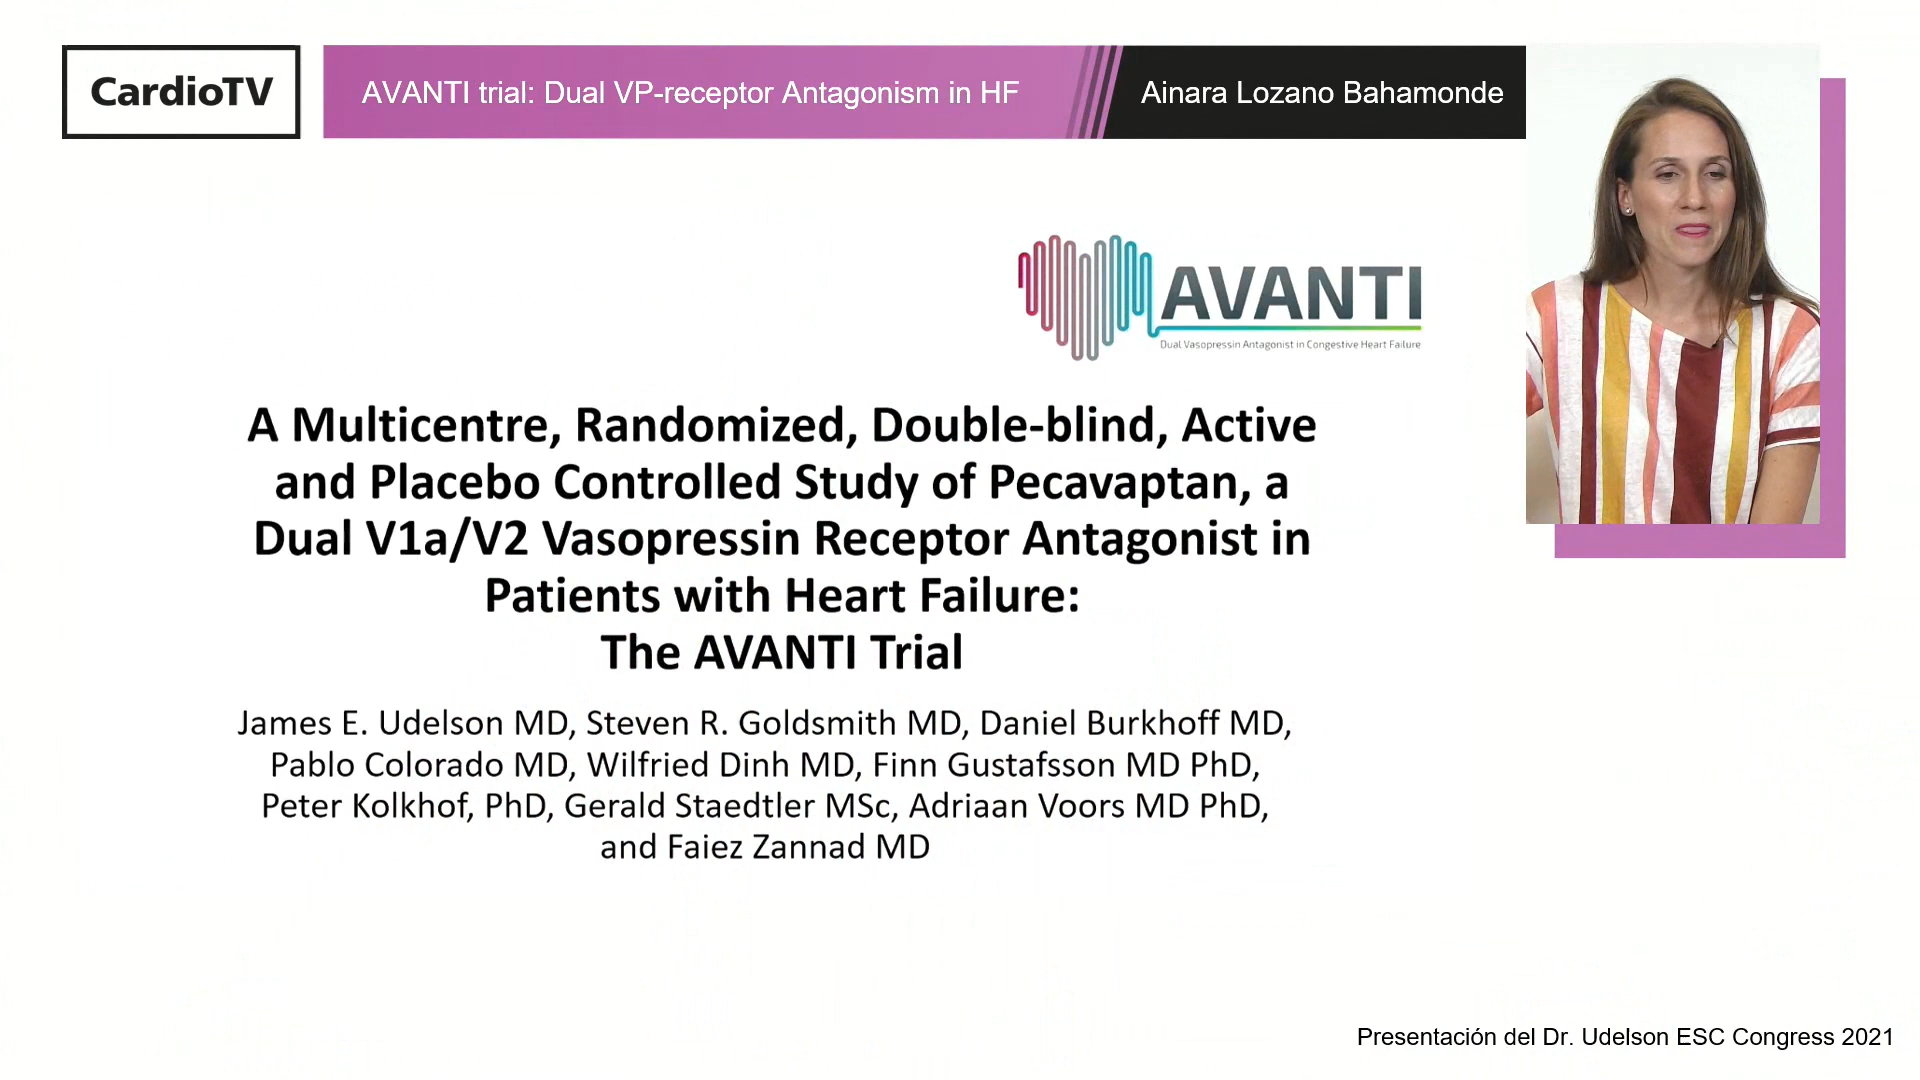 CardioTV
AVANTI trial: Dual VP-receptor Antagonism in HF
Ainara Lozano Bahamonde
AVANTI
Dual Vasopressin Antagonist in Congestive Heart Failure
A Multicentre, Randomized, Double-blind, Active
and Placebo Controlled Study of Pecavaptan, a
Dual V1a/V2 Vasopressin Receptor Antagonist in
Patients with Heart Failure:
The AVANTI Trial
James E. Udelson MD, Steven R. Goldsmith MD, Daniel Burkhoff MD,
Pablo Colorado MD, Wilfried Dinh MD, Finn Gustafsson MD PhD,
Peter Kolkhof, PhD, Gerald Staedtler MSc, Adriaan Voors MD PhD,
and Faiez Zannad MD
Presentación del Dr. Udelson ESC Congress 2021